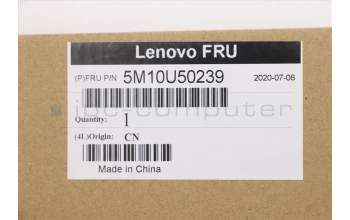 Lenovo FRU
(P)FRU P/N 5M10U50239 2020-07-06
Quantity: 1
(4L)Origin: CN
Made in China